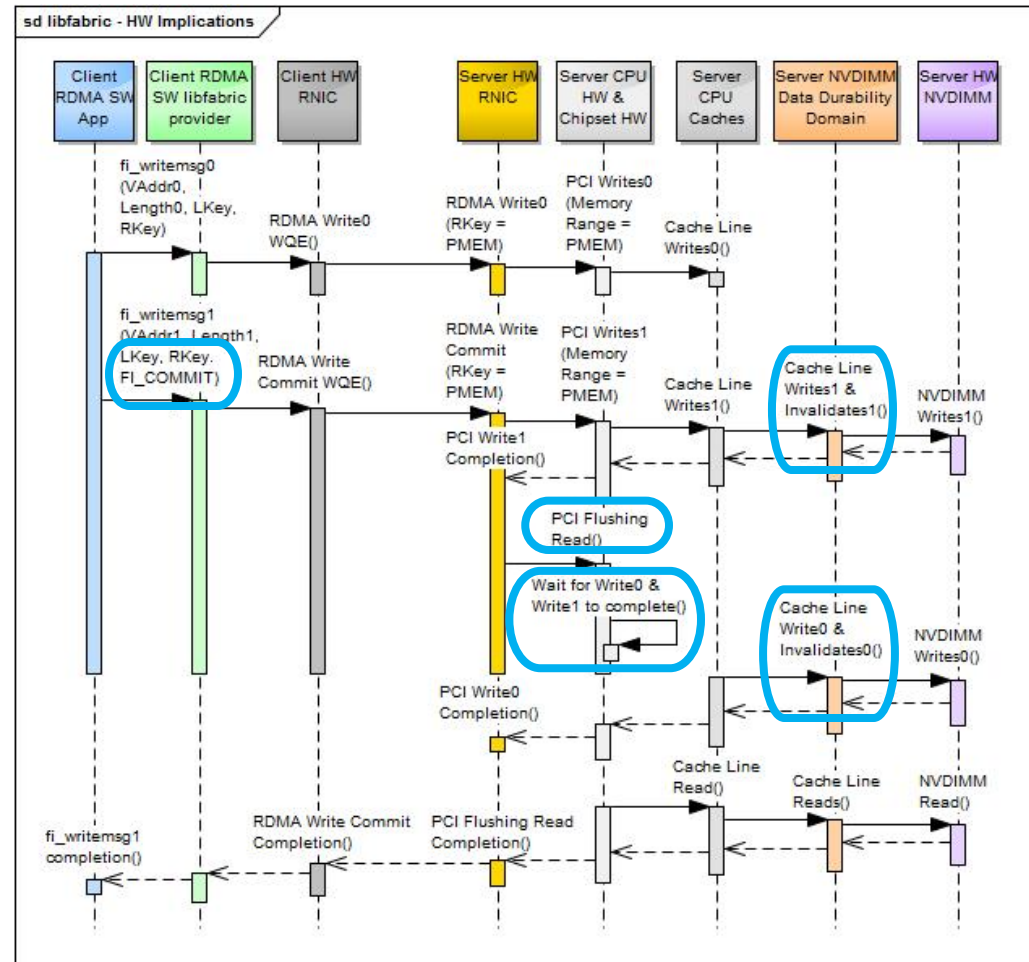 sd libfabric - HW Implications
Client
RDMA SW
App
Client RDMA
SW libfabric
provider
Client HW
RNIC
Server HW
RNIC
Server CPU
HW &
Chipset HW
Server
CPU
Caches
Server NVDIMM
Data Durability
Domain
Server HW
NVDIMM
fi_writemsg0
(VAddr0,
Length0, LKey,
RKey)
RDMA Write0
WQE()
RDMA Write0
(RKey =
PMEM)
PCI Writes0
(Memory
Range =
PMEM)
Cache Line
Writes0()
fi_writemsg1
(VAddr1, Length1,
LKey, RKey.
FI_COMMIT)
RDMA Write
Commit WQE()
RDMA Write
Commit
(RKey =
PMEM)
PCI Writes1
(Memory
Range =
PMEM)
Cache Line
Writes1()
Cache Line
Writes1 &
Invalidates1()
NVDIMM
Writes1()
PCI Write1
Completion()
PCI Flushing
Read()
Wait for Write0 &
Write1 to complete()
Cache Line
Write0 &
Invalidates0()
NVDIMM
Writes0()
PCI Write0
Completion()
Cache Line
Read()
Cache Line
Reads()
NVDIMM
Read()
PCI Flushing Read
Completion()
RDMA Write Commit
Completion()
fi_writemsg1
completion()